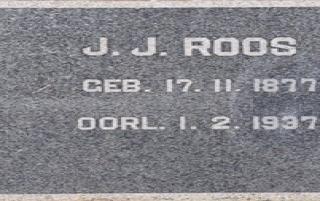 J. J. ROOS
GEB. 17. 11. 1877
OORL. 1. 2. 1937